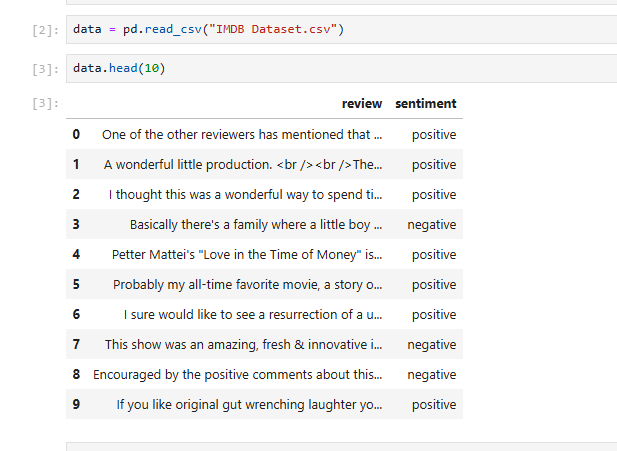 [2]: data = pd.read_csv("IMDB Dataset.csv")
[3]: data.head(10)
[3]: review sentiment
0 One of the other reviewers has mentioned that ... positive
1 A wonderful little production. <br /><br />The... positive
2 I thought this was a wonderful way to spend ti... positive
3 Basically there's a family where a little boy ... negative
4 Petter Mattei's "Love in the Time of Money" is... positive
5 Probably my all-time favorite movie, a story o... positive
6 I sure would like to see a resurrection of a u... positive
7 This show was an amazing, fresh & innovative i... negative
8 Encouraged by the positive comments about this... negative
9 If you like original gut wrenching laughter yo... positive